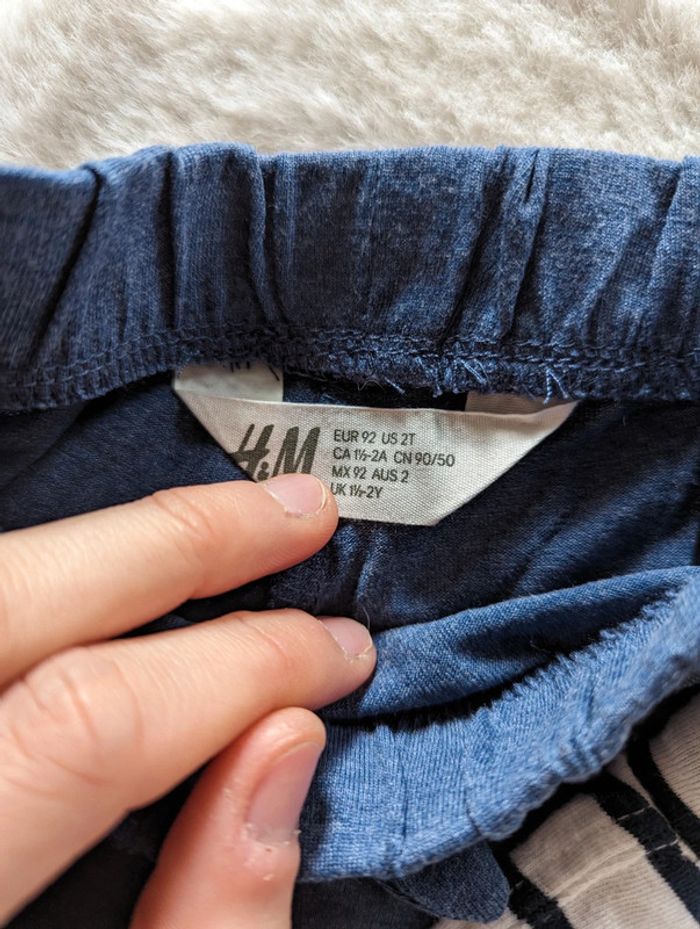 H&M
EUR 92 US 2T
CA 1½-2A CN 90/50
MX 92 AUS 2
UK 1½-2Y